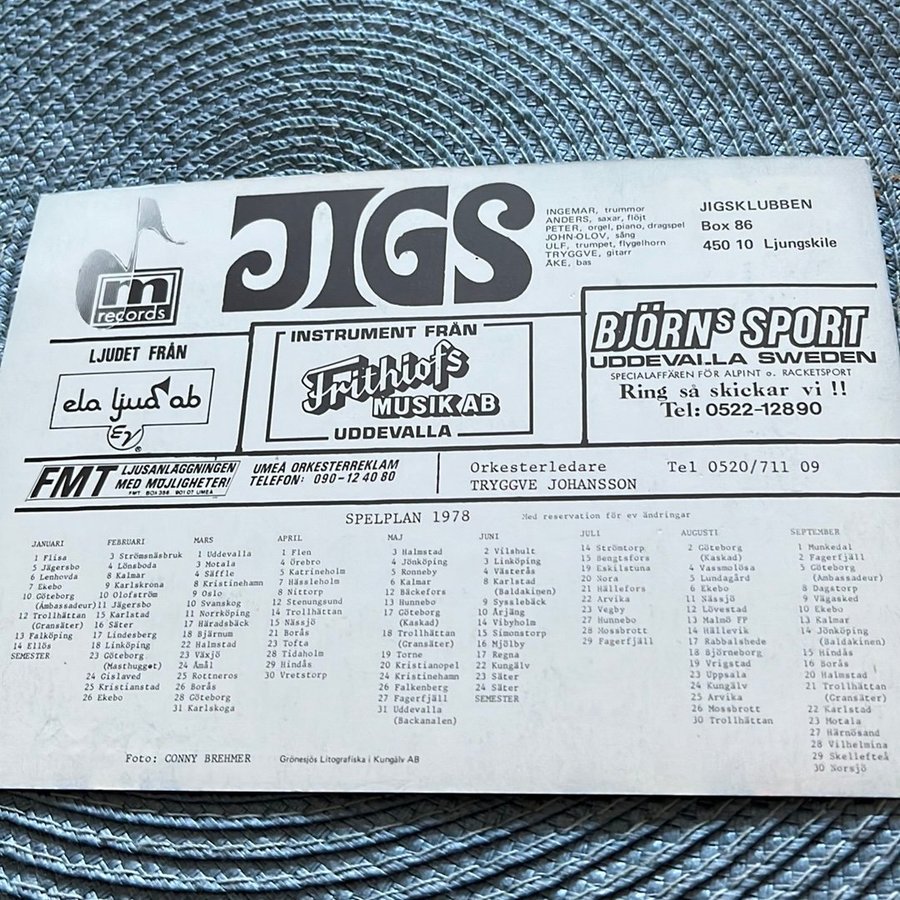 JIGS
INGEMAR, trummor
ANDERS, saxar, flöjt
PETER, orgel, piano, dragspel
JOHN-OLOV, sång
ULF, trumpet, flygelhorn
TRYGGVE, gitarr
ÅKE, bas
JIGSKLUBBEN
Box 86
450 10 Ljungskile
m
records
LJUDET FRÅN
ela ljud ab
INSTRUMENT FRÅN
Frithiofs
MUSIK AB
UDDEVALLA
BJÖRNS SPORT
UDDEVALLA SWEDEN
SPECIALAFFÄREN FÖR ALPINT o. RACKETSPORT
Ring så skickar vi !!
Tel: 0522-12890
FMT LJUSANLÄGGNINGEN
MED MÖJLIGHETER!
FMT BOX 358 901 07 UMEÅ
UMEÅ ORKESTERREKLAM
TELEFON: 090-12 40 80
Orkesterledare Tel 0520/711 09
TRYGGVE JOHANSSON
SPELPLAN 1978 Med reservation för ev ändringar
JANUARI
1 Flisa
5 Jägersbo
6 Lenhovda
7 Ekebo
10 Göteborg
(Ambassadeur)
12 Trollhättan
(Gransäter)
13 Falköping
14 Ellös
SEMESTER
FEBRUARI
3 Strömsnäsbruk
4 Lönsboda
8 Kalmar
9 Karlskrona
10 Olofström
11 Jägersbo
15 Karlstad
16 Säter
17 Lindesberg
18 Linköping
23 Göteborg
(Masthugget)
24 Gislaved
25 Kristianstad
26 Ekebo
MARS
1 Uddevalla
3 Motala
4 Säffle
8 Kristinehamn
9 Oslo
10 Svanskog
11 Norrköping
17 Häradsbäck
18 Bjärnum
22 Halmstad
23 Växjö
24 Åmål
25 Rottneros
26 Borås
28 Göteborg
31 Karlskoga
APRIL
1 Flen
4 Örebro
5 Katrineholm
7 Hässleholm
8 Nittorp
12 Stenungsund
14 Trollhättan
15 Nässjö
21 Borås
23 Tofta
28 Tidaholm
29 Hindås
30 Vretstorp
MAJ
3 Halmstad
4 Jönköping
5 Ronneby
6 Kalmar
12 Bäckefors
13 Hunnebo
17 Göteborg
(Kaskad)
18 Trollhättan
(Gransäter)
19 Torne
20 Kristianopel
24 Kristinehamn
26 Falkenberg
27 Fagerfjäll
31 Uddevalla
(Backanalen)
JUNI
2 Vilshult
3 Linköping
7 Västerås
8 Karlstad
(Baldakinen)
9 Sysslebäck
10 Årjäng
14 Vibyholm
15 Simonstorp
16 Mjölby
17 Regna
22 Kungälv
23 Säter
24 Säter
SEMESTER
JULI
14 Strömtorp
15 Bengtsfors
19 Eskilstuna
20 Nora
21 Hällefors
22 Arvika
23 Vegby
27 Hunnebo
28 Mossbrott
29 Fagerfjäll
AUGUSTI
2 Göteborg
(Kaskad)
4 Vassmolösa
5 Lundagård
6 Ekebo
11 Nässjö
12 Lövestad
13 Malmö FP
14 Hällevik
17 Rabbalshede
18 Björneborg
19 Vrigstad
23 Uppsala
24 Kungälv
25 Arvika
26 Mossbrott
30 Trollhättan
SEPTEMBER
1 Munkedal
2 Fagerfjäll
5 Göteborg
(Ambassadeur)
8 Dagstorp
9 Vägasked
10 Ekebo
13 Kalmar
14 Jönköping
(Baldakinen)
15 Hindås
16 Borås
20 Halmstad
21 Trollhättan
(Gransäter)
22 Karlstad
23 Motala
27 Härnösand
28 Vilhelmina
29 Skellefteå
30 Norsjö
Foto: CONNY BREHMER Grönesjös Litografiska i Kungälv AB